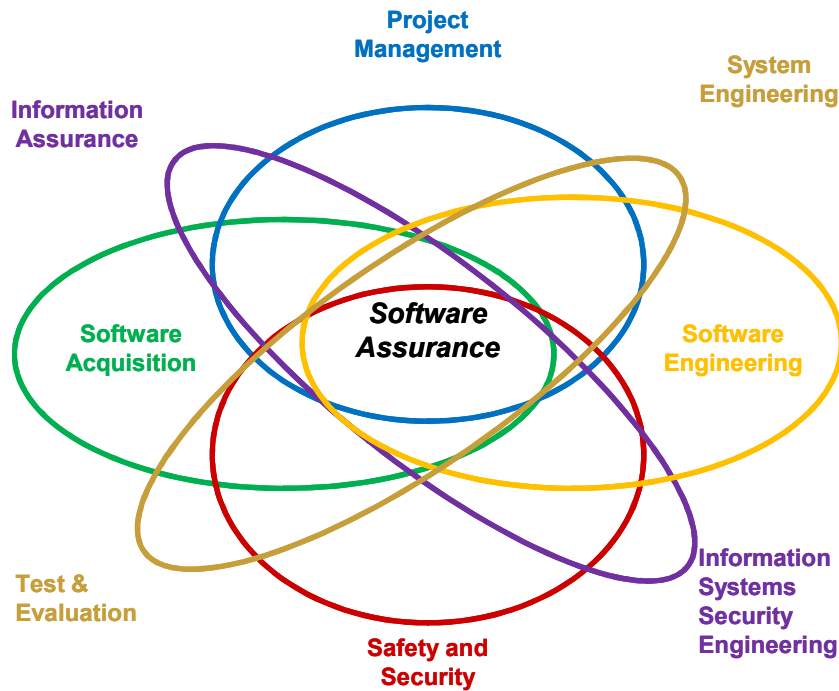 Project
Management
System
Engineering
Information
Assurance
Software
Assurance
Software
Acquisition
Software
Engineering
Test &
Evaluation
Safety and
Security
Information
Systems
Security
Engineering